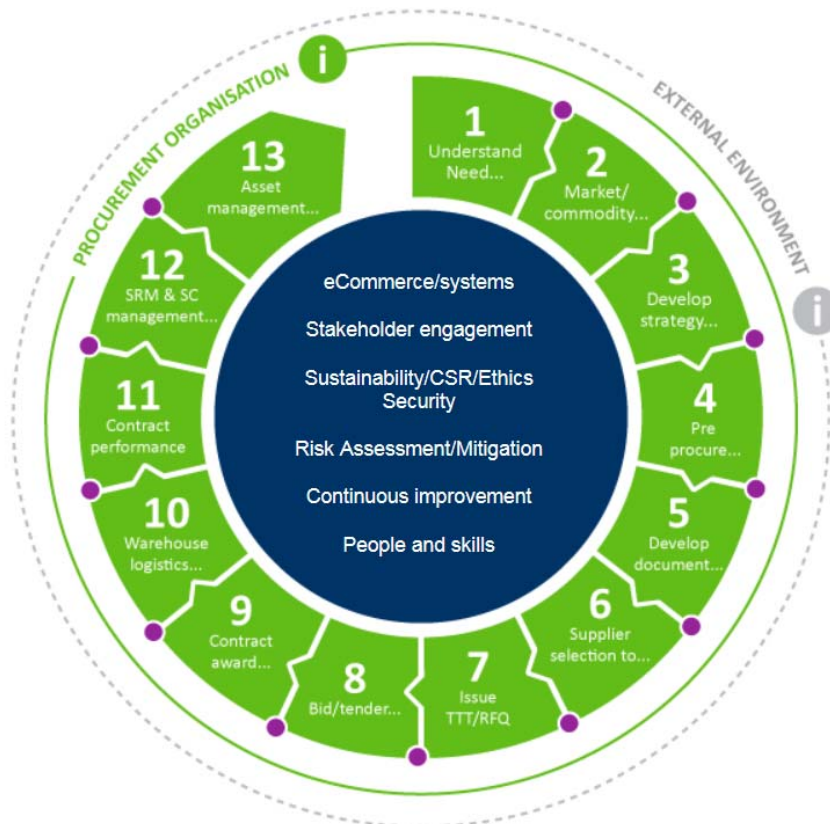 PROCUREMENT ORGANISATION
i
EXTERNAL ENVIRONMENT
i
1
Understand
Need...
2
Market/
commodity...
3
Develop
strategy...
4
Pre
procure...
5
Develop
document...
6
Supplier
selection to...
7
Issue
TTT/RFQ
8
Bid/tender...
9
Contract
award...
10
Warehouse
logistics...
11
Contract
performance
12
SRM & SC
management...
13
Asset
management...
eCommerce/systems
Stakeholder engagement
Sustainability/CSR/Ethics
Security
Risk Assessment/Mitigation
Continuous improvement
People and skills